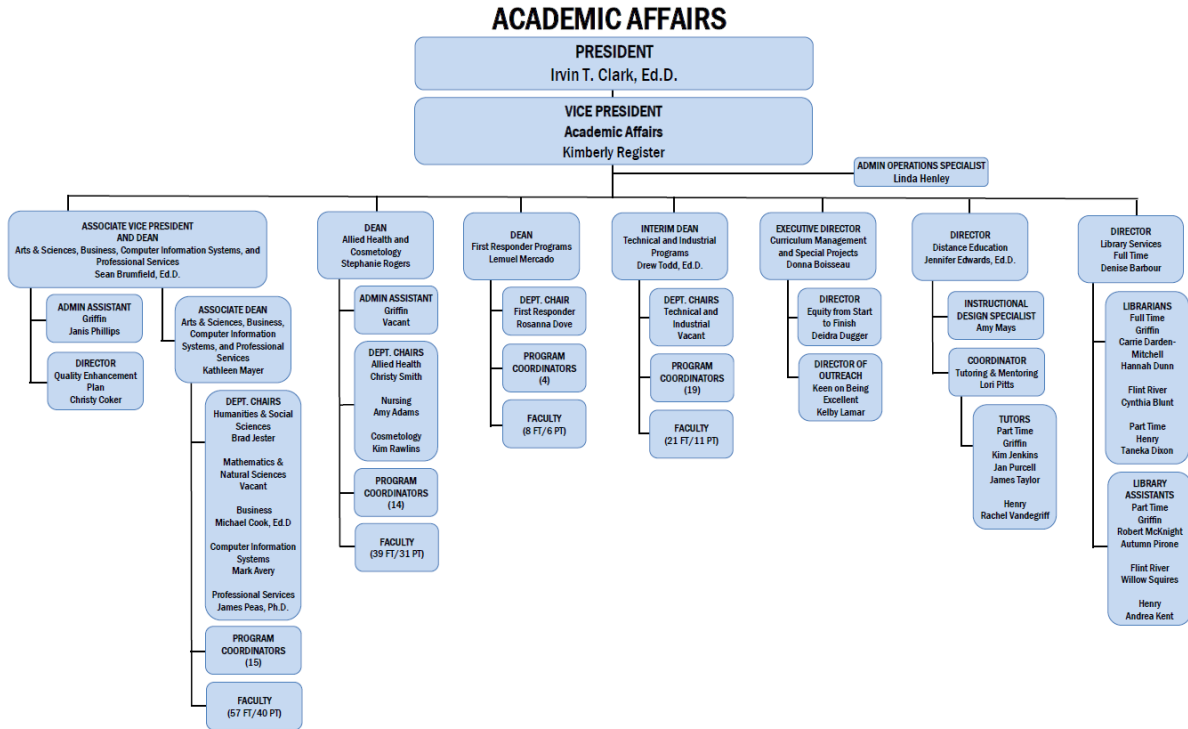 ACADEMIC AFFAIRS
PRESIDENT
Irvin T. Clark, Ed.D.
VICE PRESIDENT
Academic Affairs
Kimberly Register
ADMIN OPERATIONS SPECIALIST
Linda Henley
ASSOCIATE VICE PRESIDENT
AND DEAN
Arts & Sciences, Business, Computer Information Systems, and
Professional Services
Sean Brumfield, Ed.D.
ADMIN ASSISTANT
Griffin
Janis Phillips
DIRECTOR
Quality Enhancement
Plan
Christy Coker
ASSOCIATE DEAN
Arts & Sciences, Business,
Computer Information
Systems, and Professional
Services
Kathleen Mayer
DEPT. CHAIRS
Humanities & Social
Sciences
Brad Jester
Mathematics &
Natural Sciences
Vacant
Business
Michael Cook, Ed.D
Computer Information
Systems
Mark Avery
Professional Services
James Peas, Ph.D.
PROGRAM
COORDINATORS
(15)
FACULTY
(57 FT/40 PT)
DEAN
Allied Health and
Cosmetology
Stephanie Rogers
ADMIN ASSISTANT
Griffin
Vacant
DEPT. CHAIRS
Allied Health
Christy Smith
Nursing
Amy Adams
Cosmetology
Kim Rawlins
PROGRAM
COORDINATORS
(14)
FACULTY
(39 FT/31 PT)
DEAN
First Responder Programs
Lemuel Mercado
DEPT. CHAIR
First Responder
Rosanna Dove
PROGRAM
COORDINATORS
(4)
FACULTY
(8 FT/6 PT)
INTERIM DEAN
Technical and Industrial
Programs
Drew Todd, Ed.D.
DEPT. CHAIRS
Technical and
Industrial
Vacant
PROGRAM
COORDINATORS
(19)
FACULTY
(21 FT/11 PT)
EXECUTIVE DIRECTOR
Curriculum Management
and Special Projects
Donna Boisseau
DIRECTOR
Equity from Start
to Finish
Deidra Dugger
DIRECTOR OF
OUTREACH
Keen on Being
Excellent
Kelby Lamar
DIRECTOR
Distance Education
Jennifer Edwards, Ed.D.
INSTRUCTIONAL
DESIGN SPECIALIST
Amy Mays
COORDINATOR
Tutoring & Mentoring
Lori Pitts
TUTORS
Part Time
Griffin
Kim Jenkins
Jan Purcell
James Taylor
Henry
Rachel Vandegriff
DIRECTOR
Library Services
Full Time
Denise Barbour
LIBRARIANS
Full Time
Griffin
Carrie Darden-
Mitchell
Hannah Dunn
Flint River
Cynthia Blunt
Part Time
Henry
Taneka Dixon
LIBRARY
ASSISTANTS
Part Time
Griffin
Robert McKnight
Autumn Pirone
Flint River
Willow Squires
Henry
Andrea Kent